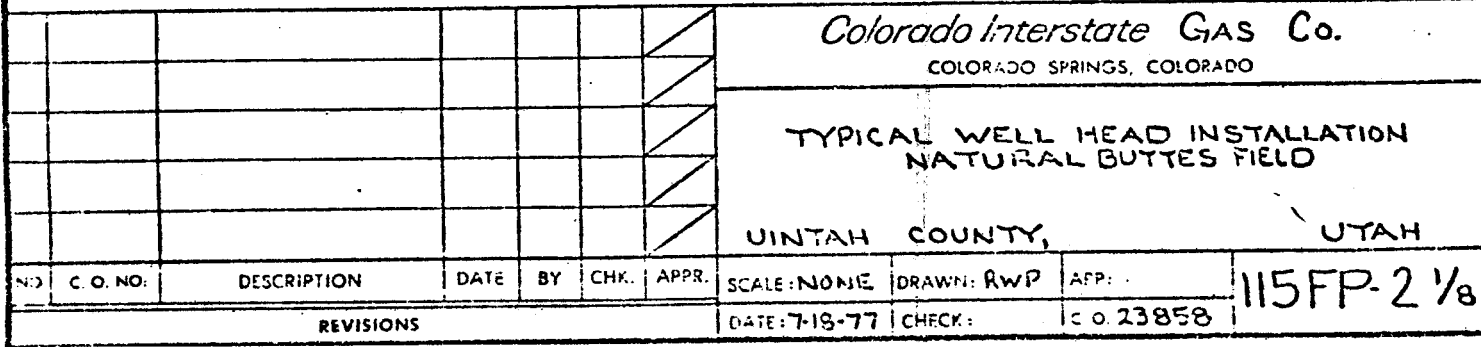 Colorado Interstate GAS Co.
COLORADO SPRINGS, COLORADO
TYPICAL WELL HEAD INSTALLATION
NATURAL BUTTES FIELD
UINTAH COUNTY, UTAH
NO C. O. NO: DESCRIPTION DATE BY CHK. APPR. SCALE: NONE DRAWN: RWP APP:
REVISIONS DATE: 7-18-77 CHECK: C.O. 23858
115FP-2 1/8